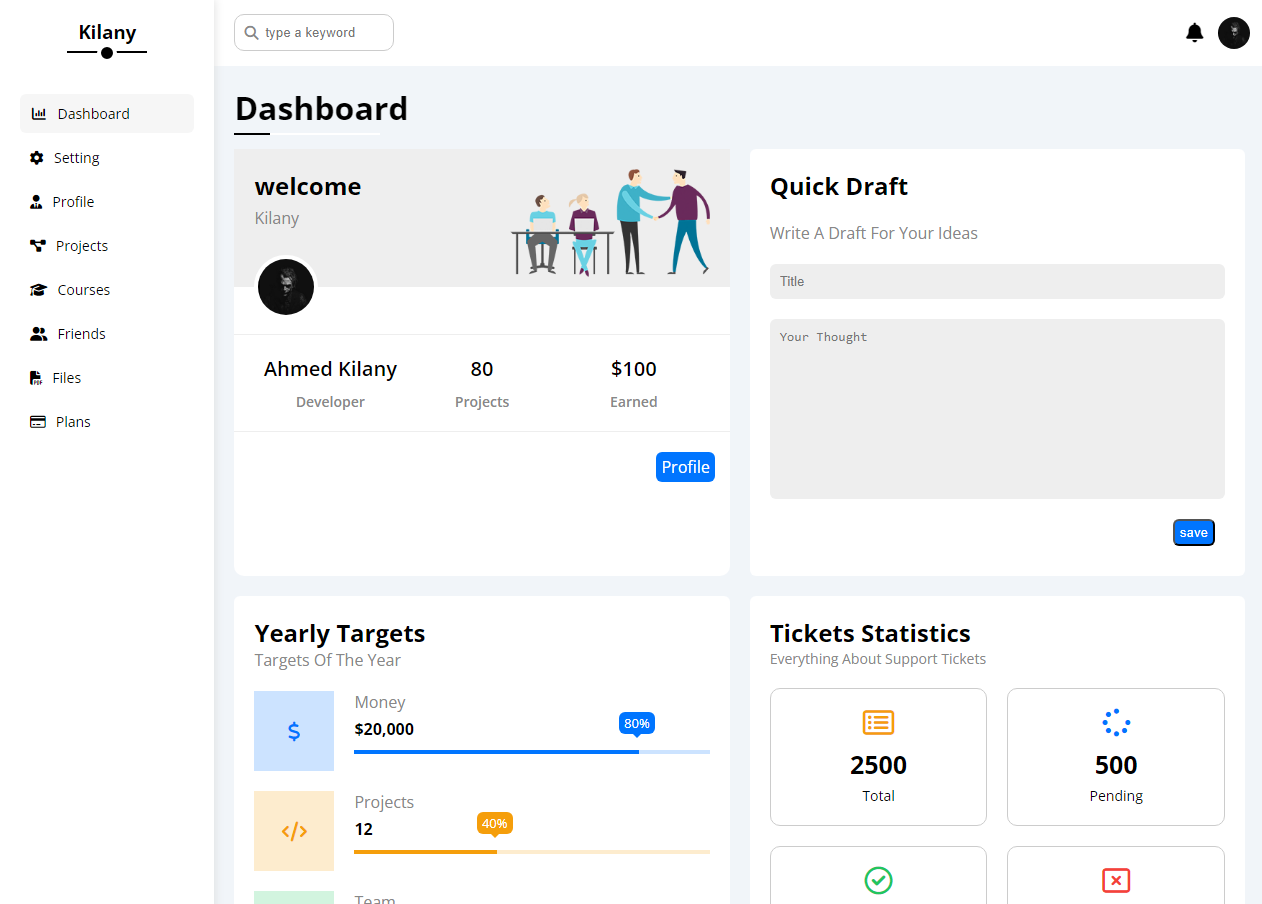 Kilany
type a keyword
Dashboard
Setting
Profile
Projects
Courses
Friends
Files
Plans
Dashboard
welcome
Kilany
Ahmed Kilany
Developer
80
Projects
$100
Earned
Profile
Quick Draft
Write A Draft For Your Ideas
Title
Your Thought
save
Yearly Targets
Targets Of The Year
Money
$20,000
80%
Projects
12
40%
Team
Tickets Statistics
Everything About Support Tickets
2500
Total
500
Pending